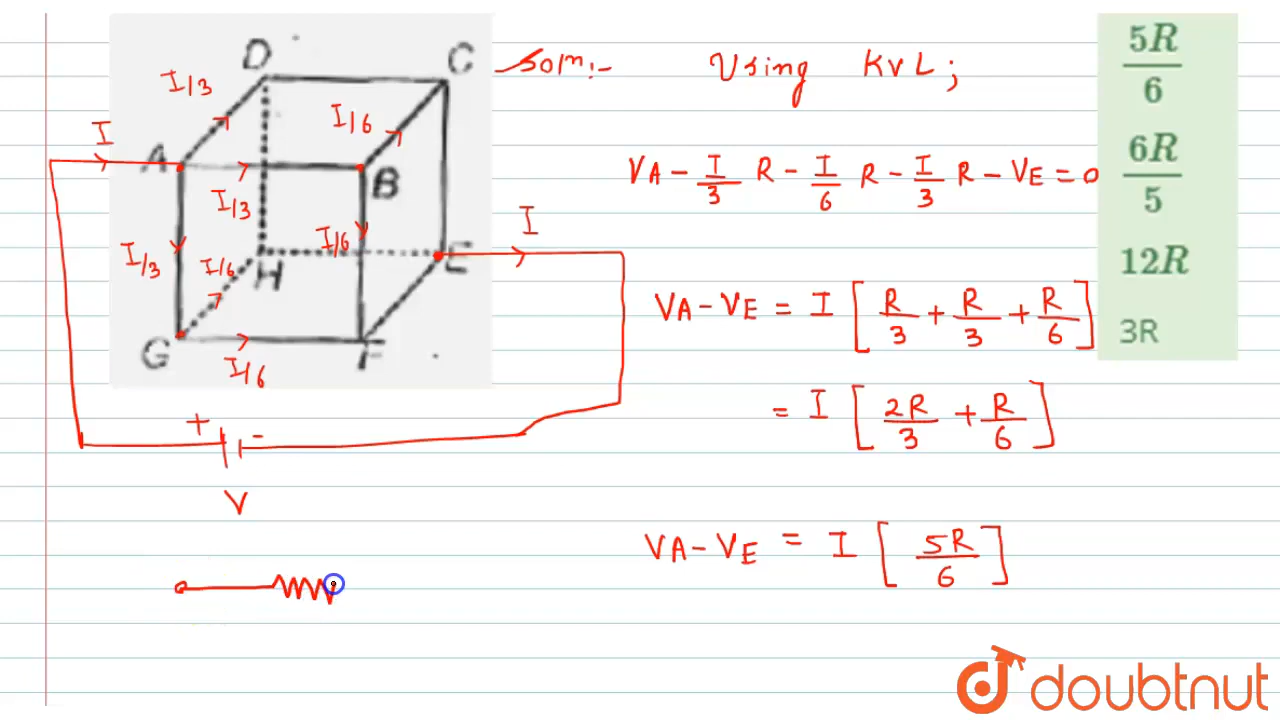 Soln:- Using KVL;
D
C
I/3
I/6
I
A
B
I/3
I
I/3
I/6
I/6
E
H
G
F
I/6
VA - I/3 R - I/6 R - I/3 R - VE = 0
VA - VE = I [ R/3 + R/3 + R/6 ]
= I [ 2R/3 + R/6 ]
VA - VE = I [ 5R/6 ]
+ -
V
5R/6
6R/5
12R
3R
doubtnut